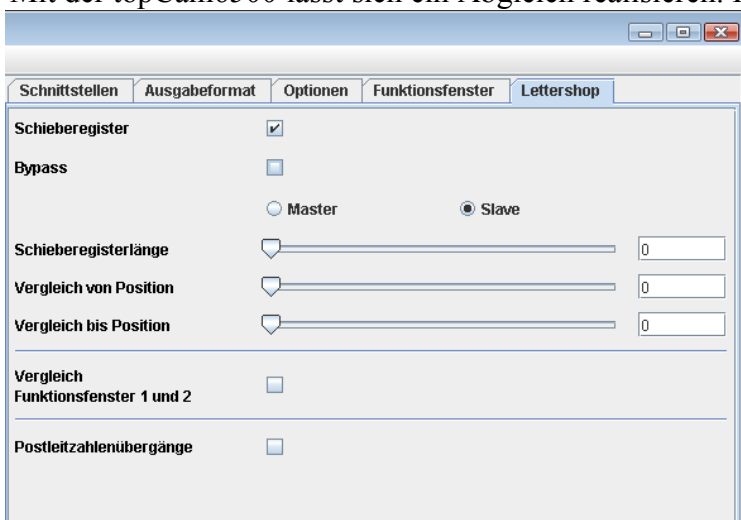 Mit der topCam6300 lässt sich ein Abgleich realisieren.
Schnittstellen Ausgabeformat Optionen Funktionsfenster Lettershop
Schieberegister
Bypass
Master Slave
Schieberegisterlänge 0
Vergleich von Position 0
Vergleich bis Position 0
Vergleich
Funktionsfenster 1 und 2
Postleitzahlenübergänge